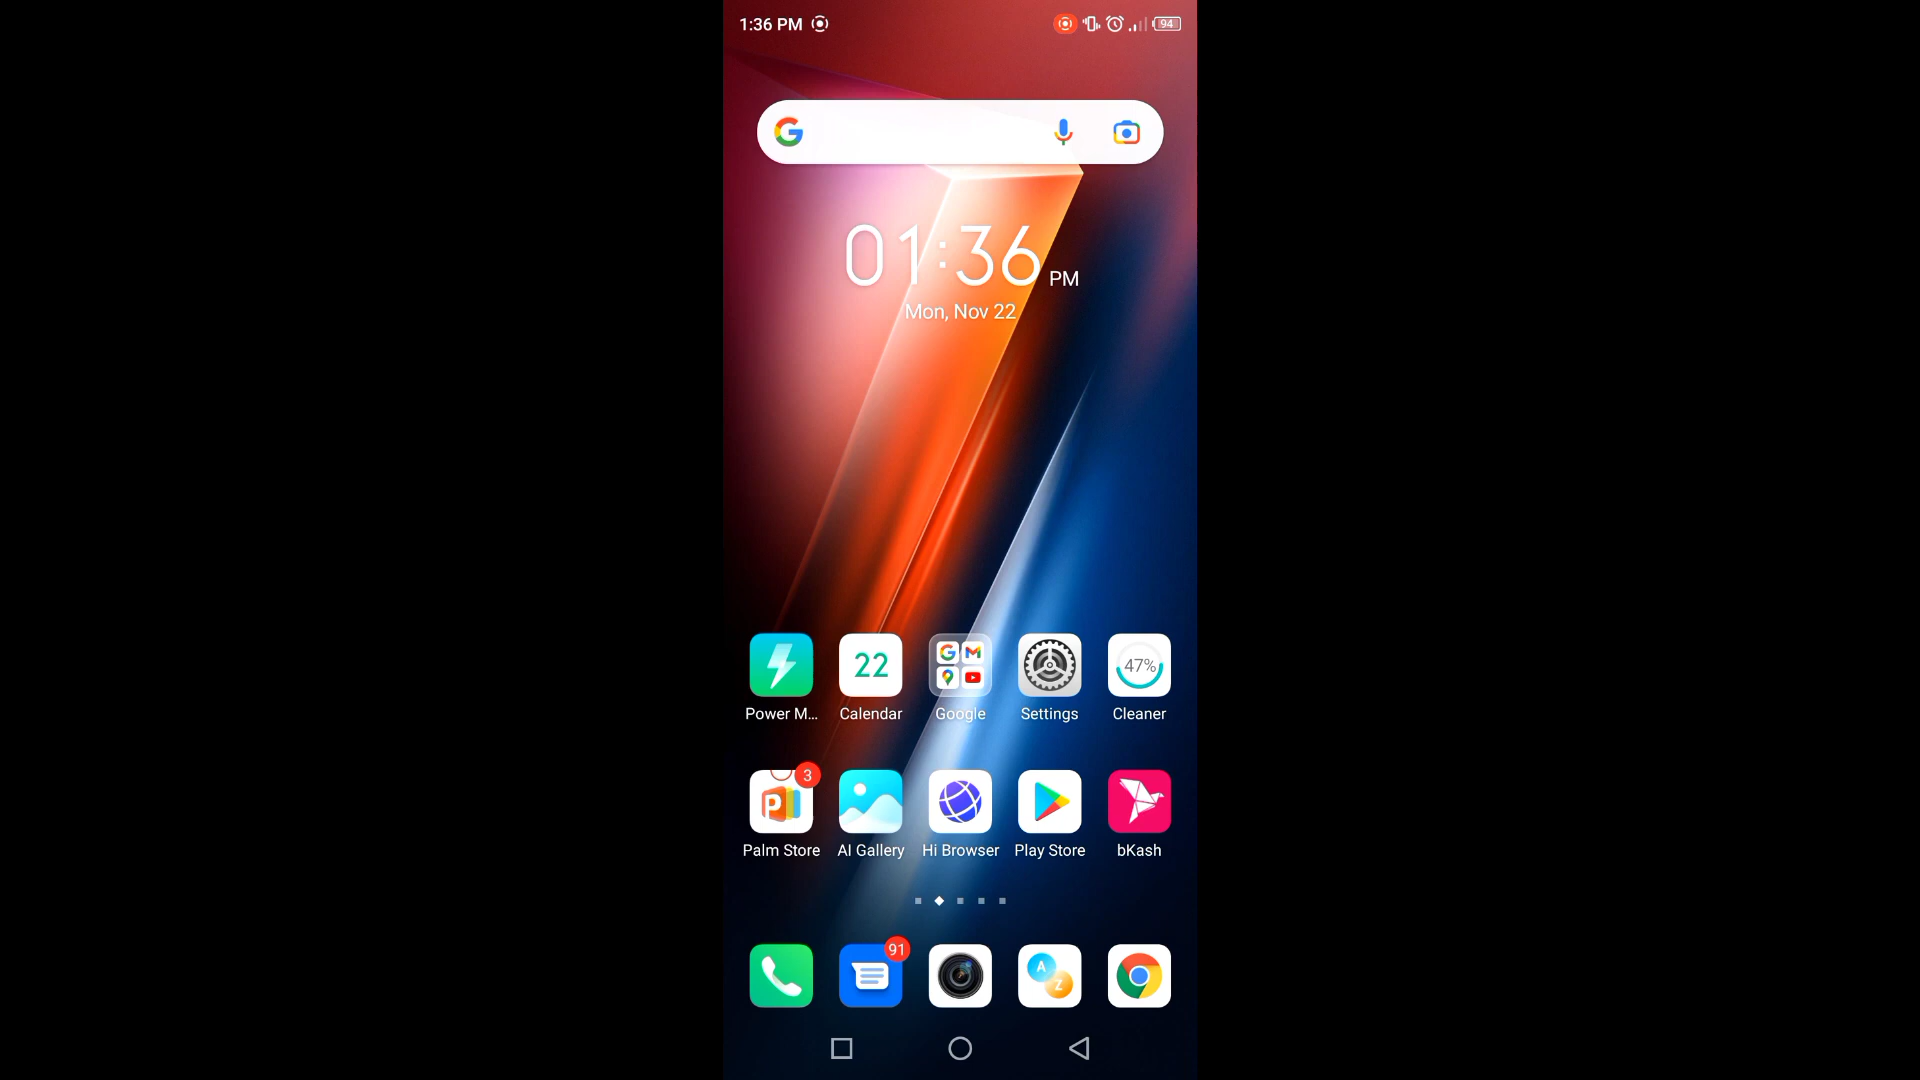 1:36 PM
94
01:36 PM
Mon, Nov 22
22
47%
Power M...
Calendar
Google
Settings
Cleaner
3
P
Palm Store
AI Gallery
Hi Browser
Play Store
bKash
91
A
Z